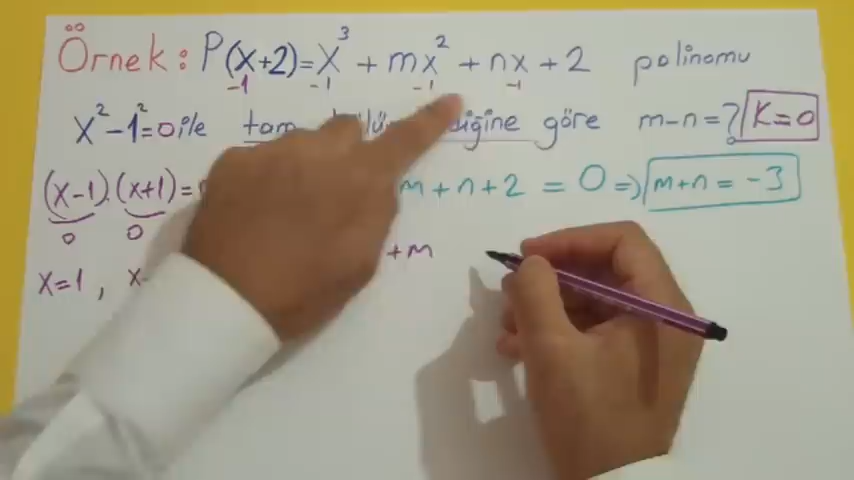 Örnek: P(x+2)=x³ + mx² + nx + 2 polinomu
-1 -1 -1 -1
x²-1²=0 ile tam göre m-n=? K=0
(x-1).(x+1)= m+n+2 = 0 => m+n = -3
0 0
+m
x=1 ,